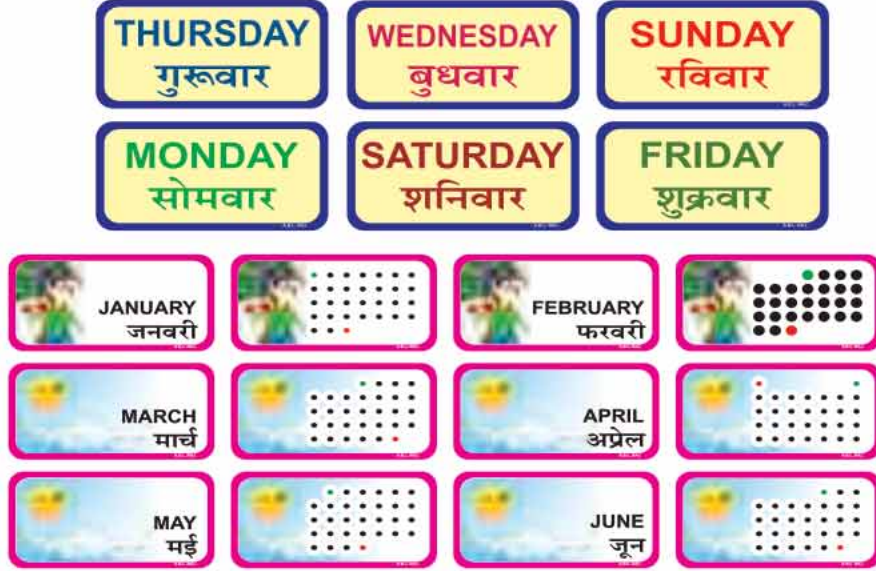 THURSDAY
गुरूवार
WEDNESDAY
बुधवार
SUNDAY
रविवार
MONDAY
सोमवार
SATURDAY
शनिवार
FRIDAY
शुक्रवार
JANUARY
जनवरी
FEBRUARY
फरवरी
MARCH
मार्च
APRIL
अप्रेल
MAY
मई
JUNE
जून